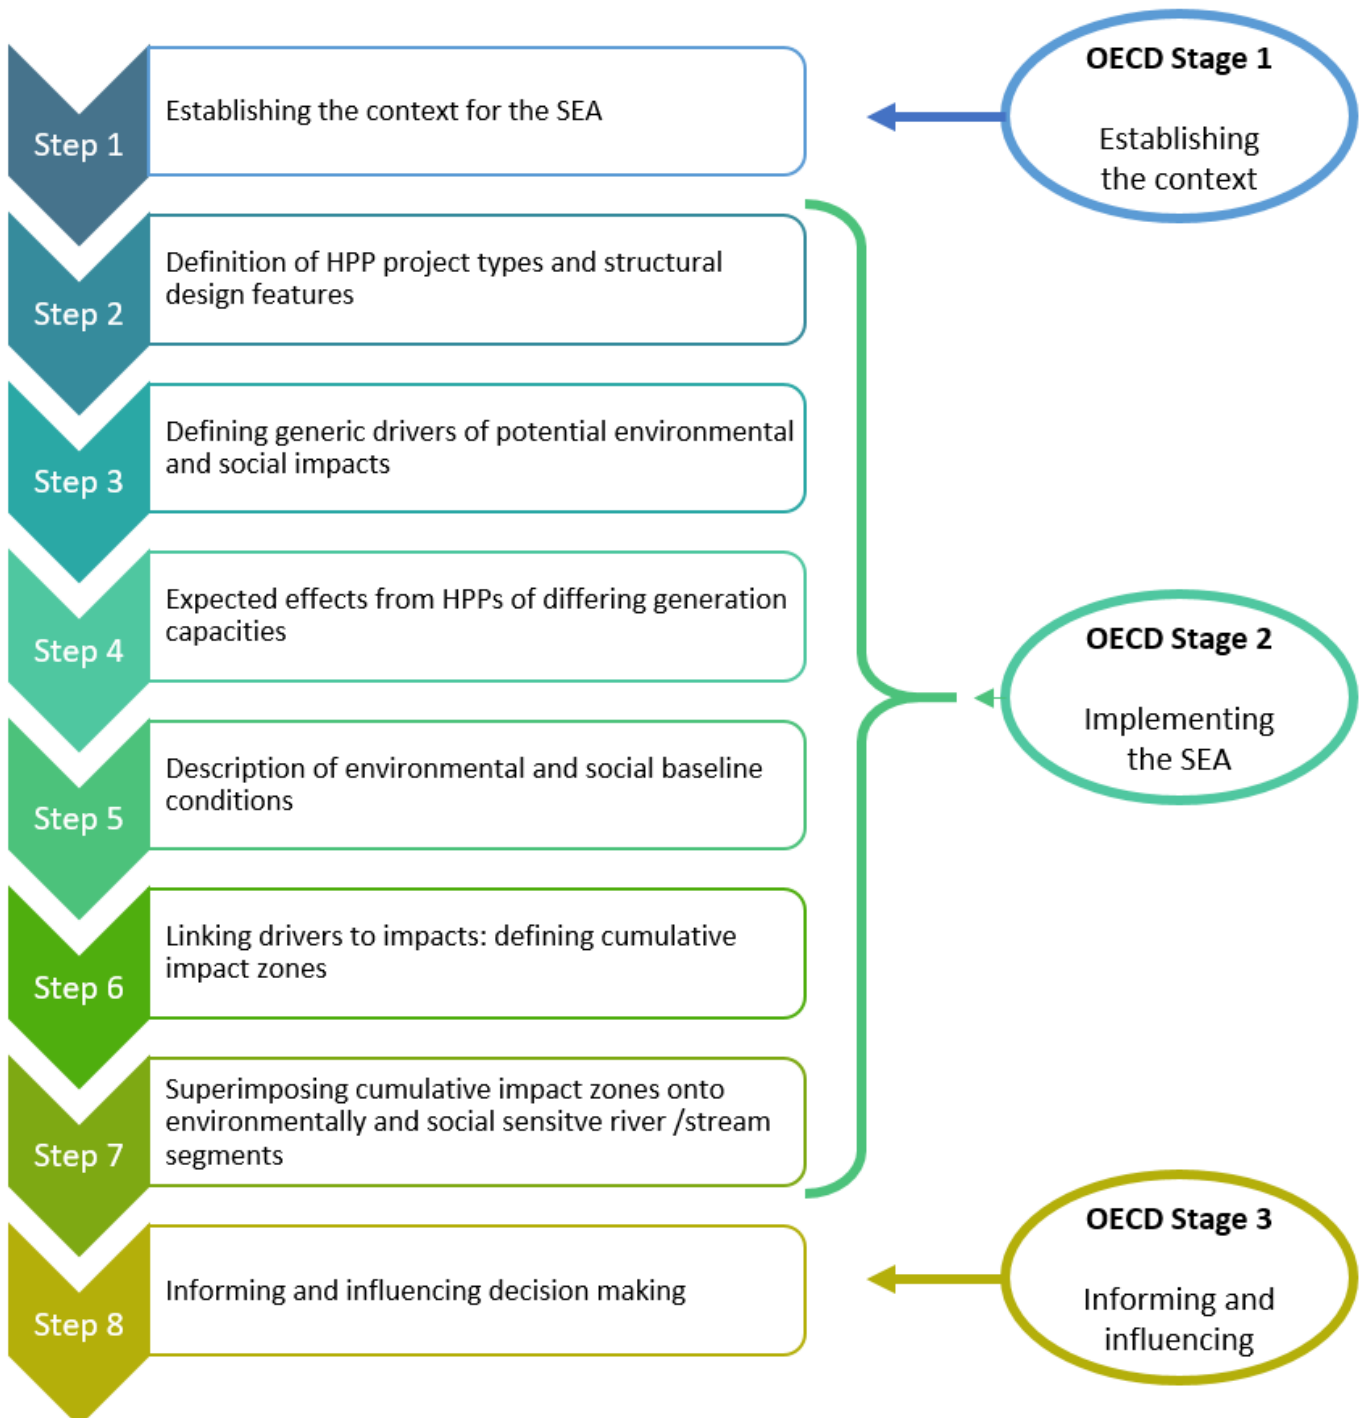 Step 1
Establishing the context for the SEA
OECD Stage 1
Establishing
the context
Step 2
Definition of HPP project types and structural
design features
Step 3
Defining generic drivers of potential environmental
and social impacts
Step 4
Expected effects from HPPs of differing generation
capacities
OECD Stage 2
Implementing
the SEA
Step 5
Description of environmental and social baseline
conditions
Step 6
Linking drivers to impacts: defining cumulative
impact zones
Step 7
Superimposing cumulative impact zones onto
environmentally and social sensitve river /stream
segments
Step 8
Informing and influencing decision making
OECD Stage 3
Informing and
influencing